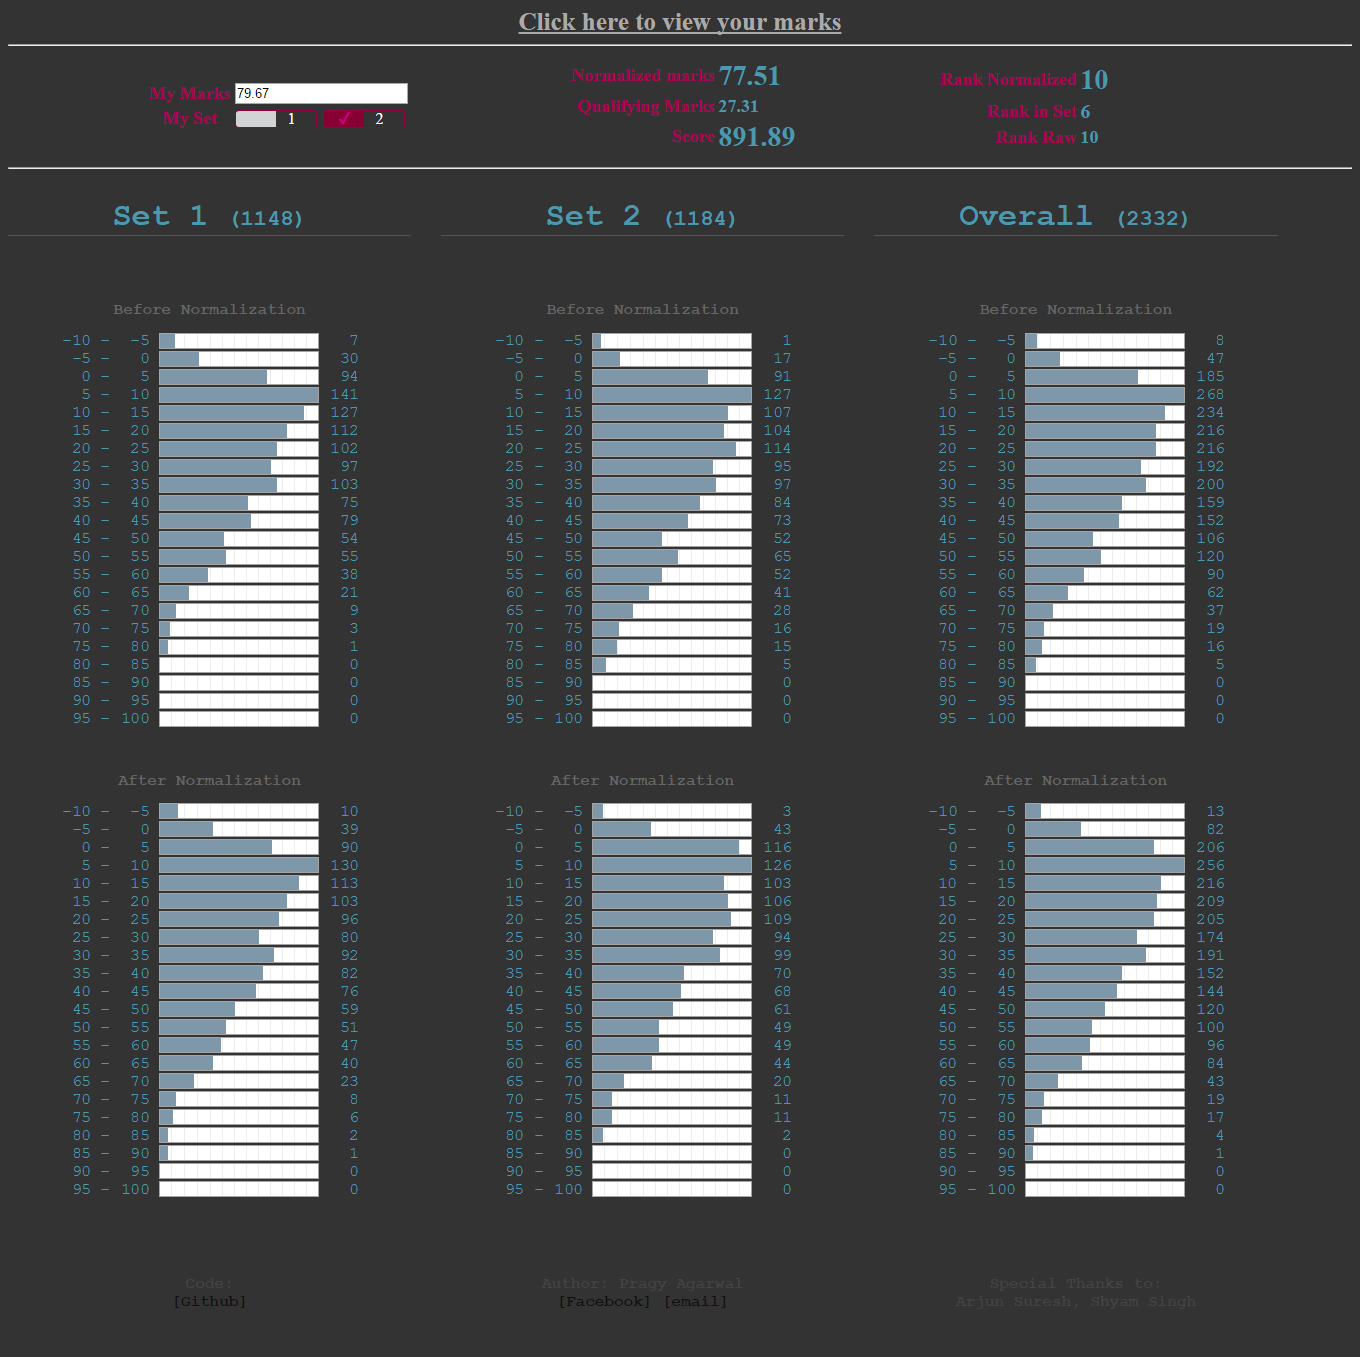 Click here to view your marks
My Marks 79.67
My Set 1 ✓ 2
Normalized marks 77.51
Qualifying Marks 27.31
Score 891.89
Rank Normalized 10
Rank in Set 6
Rank Raw 10
Set 1 (1148)
Before Normalization
-10 - -5 7
-5 - 0 30
0 - 5 94
5 - 10 141
10 - 15 127
15 - 20 112
20 - 25 102
25 - 30 97
30 - 35 103
35 - 40 75
40 - 45 79
45 - 50 54
50 - 55 55
55 - 60 38
60 - 65 21
65 - 70 9
70 - 75 3
75 - 80 1
80 - 85 0
85 - 90 0
90 - 95 0
95 - 100 0
After Normalization
-10 - -5 10
-5 - 0 39
0 - 5 90
5 - 10 130
10 - 15 113
15 - 20 103
20 - 25 96
25 - 30 80
30 - 35 92
35 - 40 82
40 - 45 76
45 - 50 59
50 - 55 51
55 - 60 47
60 - 65 40
65 - 70 23
70 - 75 8
75 - 80 6
80 - 85 2
85 - 90 1
90 - 95 0
95 - 100 0
Set 2 (1184)
Before Normalization
-10 - -5 1
-5 - 0 17
0 - 5 91
5 - 10 127
10 - 15 107
15 - 20 104
20 - 25 114
25 - 30 95
30 - 35 97
35 - 40 84
40 - 45 73
45 - 50 52
50 - 55 65
55 - 60 52
60 - 65 41
65 - 70 28
70 - 75 16
75 - 80 15
80 - 85 5
85 - 90 0
90 - 95 0
95 - 100 0
After Normalization
-10 - -5 3
-5 - 0 43
0 - 5 116
5 - 10 126
10 - 15 103
15 - 20 106
20 - 25 109
25 - 30 94
30 - 35 99
35 - 40 70
40 - 45 68
45 - 50 61
50 - 55 49
55 - 60 49
60 - 65 44
65 - 70 20
70 - 75 11
75 - 80 11
80 - 85 2
85 - 90 0
90 - 95 0
95 - 100 0
Overall (2332)
Before Normalization
-10 - -5 8
-5 - 0 47
0 - 5 185
5 - 10 268
10 - 15 234
15 - 20 216
20 - 25 216
25 - 30 192
30 - 35 200
35 - 40 159
40 - 45 152
45 - 50 106
50 - 55 120
55 - 60 90
60 - 65 62
65 - 70 37
70 - 75 19
75 - 80 16
80 - 85 5
85 - 90 0
90 - 95 0
95 - 100 0
After Normalization
-10 - -5 13
-5 - 0 82
0 - 5 206
5 - 10 256
10 - 15 216
15 - 20 209
20 - 25 205
25 - 30 174
30 - 35 191
35 - 40 152
40 - 45 144
45 - 50 120
50 - 55 100
55 - 60 96
60 - 65 84
65 - 70 43
70 - 75 19
75 - 80 17
80 - 85 4
85 - 90 1
90 - 95 0
95 - 100 0
Code:
[Github]
Author: Pragy Agarwal
[Facebook] [email]
Special Thanks to:
Arjun Suresh, Shyam Singh